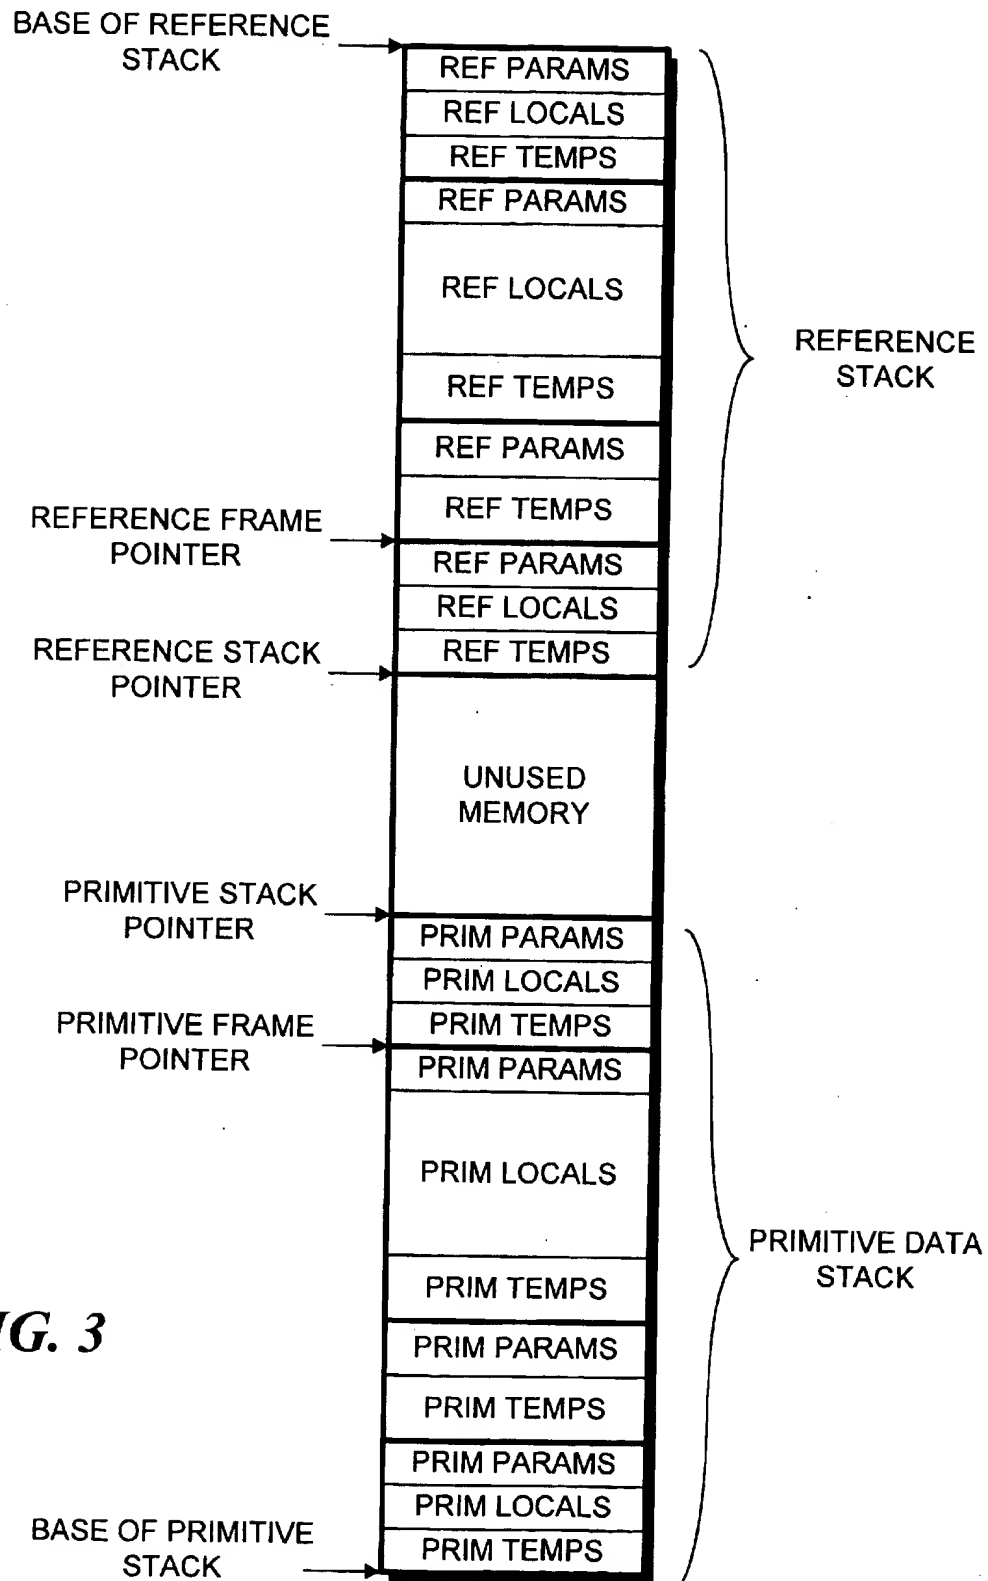 BASE OF REFERENCE
STACK
REF PARAMS
REF LOCALS
REF TEMPS
REF PARAMS
REF LOCALS
REF TEMPS
REF PARAMS
REF TEMPS
REFERENCE FRAME
POINTER
REF PARAMS
REF LOCALS
REF TEMPS
REFERENCE STACK
POINTER
REFERENCE
STACK
UNUSED
MEMORY
PRIMITIVE STACK
POINTER
PRIM PARAMS
PRIM LOCALS
PRIM TEMPS
PRIMITIVE FRAME
POINTER
PRIM PARAMS
PRIM LOCALS
PRIM TEMPS
PRIM PARAMS
PRIM TEMPS
PRIM PARAMS
PRIM LOCALS
PRIM TEMPS
PRIMITIVE DATA
STACK
BASE OF PRIMITIVE
STACK
IG. 3